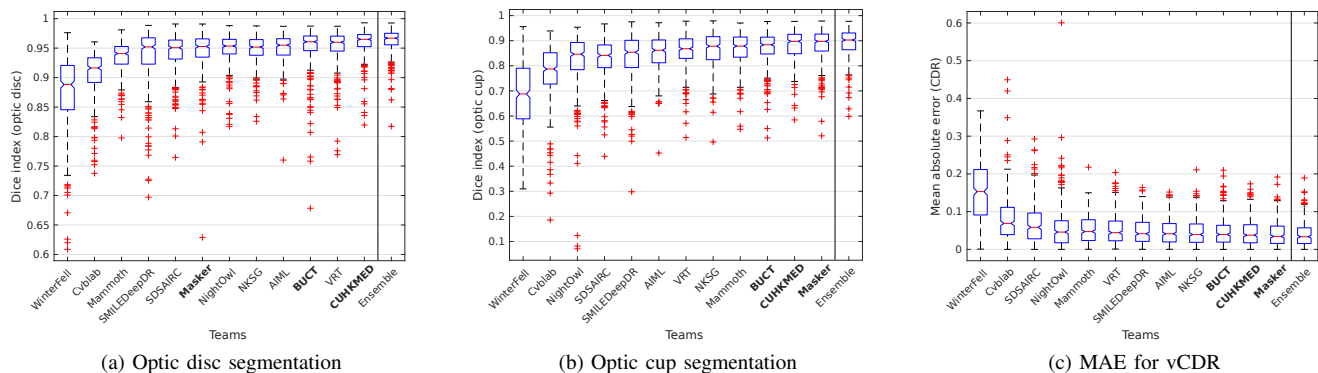 1
0.95
0.9
0.85
0.8
0.75
0.7
0.65
0.6
Dice index (optic disc)
WinterFell
Cvblab
Mammoth
SMILEDeepDR
SDSAIRC
Masker
NightOwl
NKSG
AIML
BUCT
VRT
CUHKMED
Ensemble
Teams
(a) Optic disc segmentation
1
0.9
0.8
0.7
0.6
0.5
0.4
0.3
0.2
0.1
Dice index (optic cup)
WinterFell
Cvblab
NightOwl
SDSAIRC
SMILEDeepDR
AIML
VRT
NKSG
Mammoth
BUCT
CUHKMED
Masker
Ensemble
Teams
(b) Optic cup segmentation
0.6
0.5
0.4
0.3
0.2
0.1
0
Mean absolute error (CDR)
WinterFell
Cvblab
SDSAIRC
NightOwl
Mammoth
VRT
SMILEDeepDR
AIML
NKSG
BUCT
CUHKMED
Masker
Ensemble
Teams
(c) MAE for vCDR